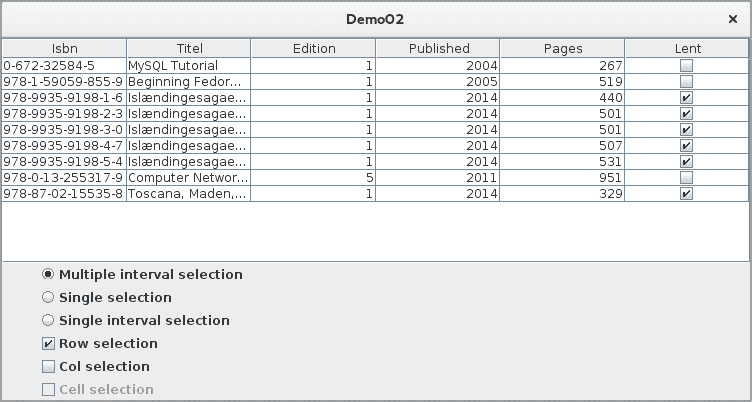 Demo02
Isbn Titel Edition Published Pages Lent
0-672-32584-5 MySQL Tutorial 1 2004 267
978-1-59059-855-9 Beginning Fedor... 1 2005 519
978-9935-9198-1-6 Islændingesagae... 1 2014 440
978-9935-9198-2-3 Islændingesagae... 1 2014 501
978-9935-9198-3-0 Islændingesagae... 1 2014 501
978-9935-9198-4-7 Islændingesagae... 1 2014 507
978-9935-9198-5-4 Islændingesagae... 1 2014 531
978-0-13-255317-9 Computer Networ... 5 2011 951
978-87-02-15535-8 Toscana, Maden,... 1 2014 329
Multiple interval selection
Single selection
Single interval selection
Row selection
Col selection
Cell selection